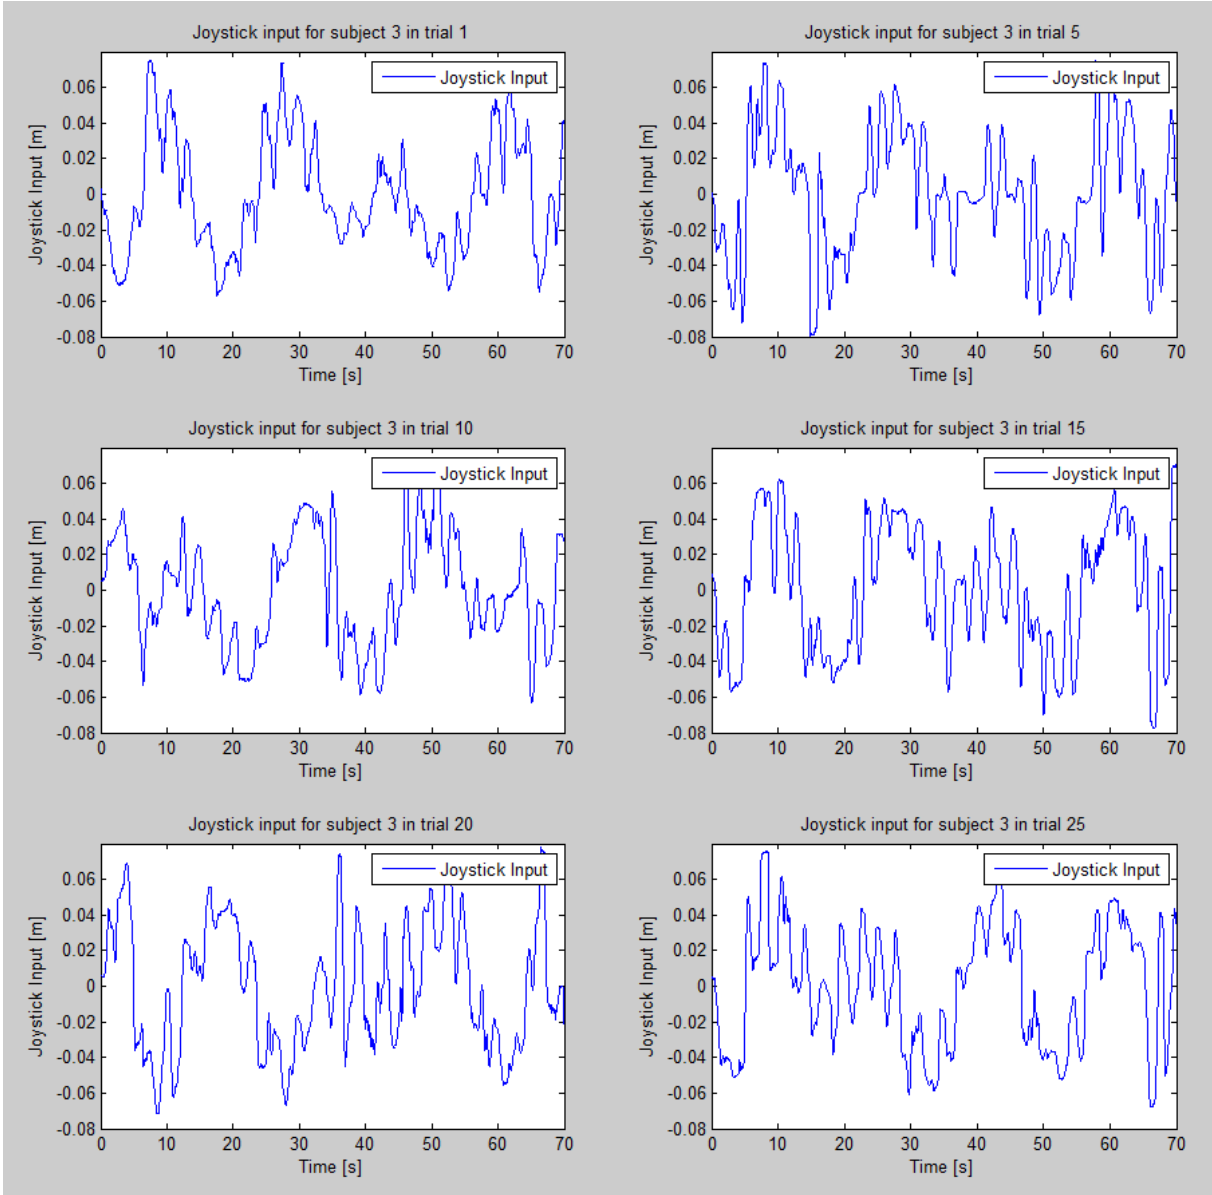 Joystick input for subject 3 in trial 1
Joystick Input
Joystick Input [m]
0.06
0.04
0.02
0
-0.02
-0.04
-0.06
-0.08
0 10 20 30 40 50 60 70
Time [s]
Joystick input for subject 3 in trial 5
Joystick Input
Joystick Input [m]
0.06
0.04
0.02
0
-0.02
-0.04
-0.06
-0.08
0 10 20 30 40 50 60 70
Time [s]
Joystick input for subject 3 in trial 10
Joystick Input
Joystick Input [m]
0.06
0.04
0.02
0
-0.02
-0.04
-0.06
-0.08
0 10 20 30 40 50 60 70
Time [s]
Joystick input for subject 3 in trial 15
Joystick Input
Joystick Input [m]
0.06
0.04
0.02
0
-0.02
-0.04
-0.06
-0.08
0 10 20 30 40 50 60 70
Time [s]
Joystick input for subject 3 in trial 20
Joystick Input
Joystick Input [m]
0.06
0.04
0.02
0
-0.02
-0.04
-0.06
-0.08
0 10 20 30 40 50 60 70
Time [s]
Joystick input for subject 3 in trial 25
Joystick Input
Joystick Input [m]
0.06
0.04
0.02
0
-0.02
-0.04
-0.06
-0.08
0 10 20 30 40 50 60 70
Time [s]